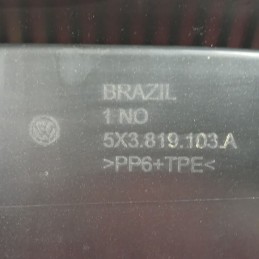 BRAZIL
1 NO
5X3.819.103.A
>PP6+TPE<